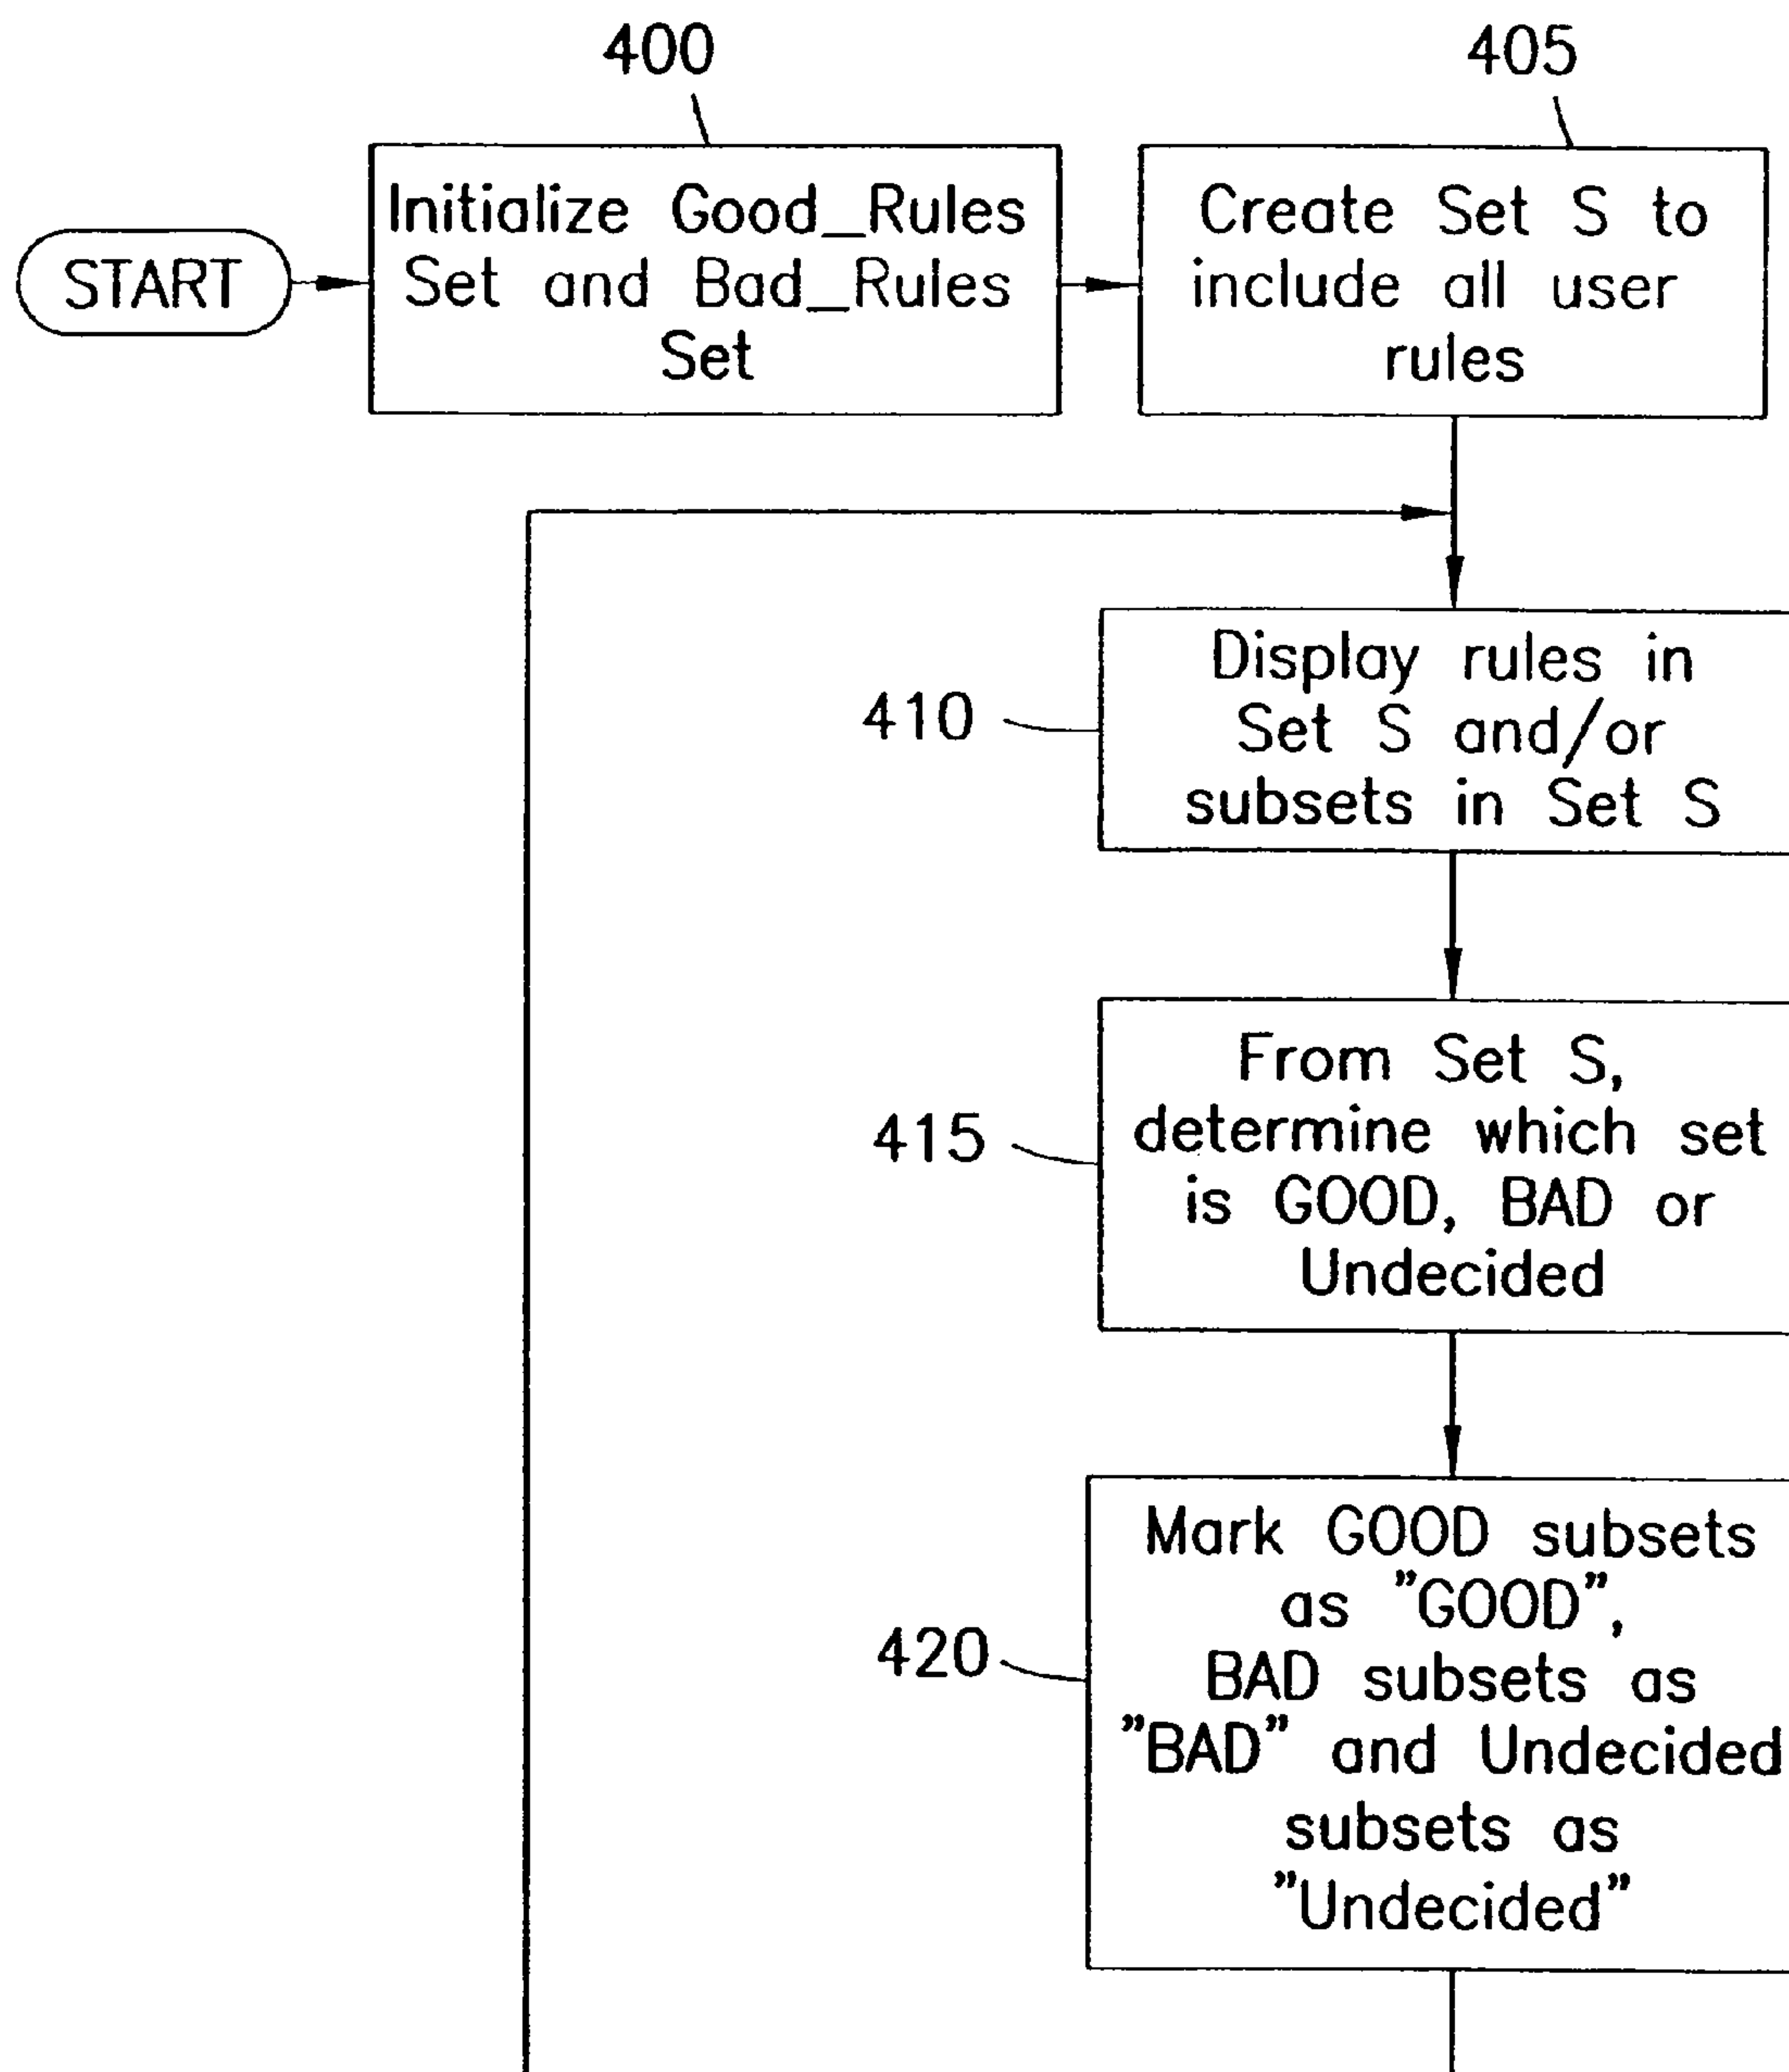 400
405
START
Initialize Good_Rules
Set and Bad_Rules
Set
Create Set S to
include all user
rules
410
Display rules in
Set S and/or
subsets in Set S
415
From Set S,
determine which set
is GOOD, BAD or
Undecided
420
Mark GOOD subsets
as "GOOD",
BAD subsets as
"BAD" and Undecided
subsets as
"Undecided"